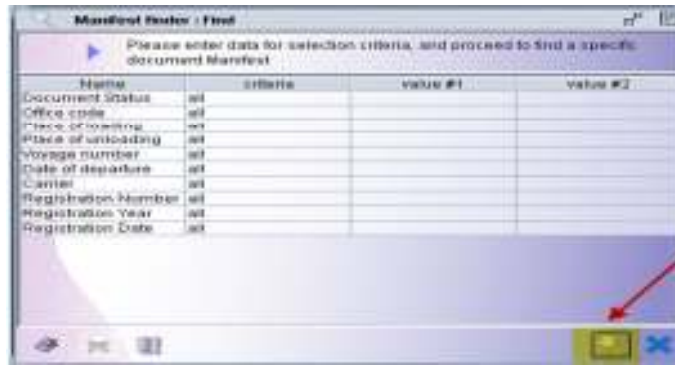 Manifest finder : Find
Please enter data for selection criteria, and proceed to find a specific
document Manifest
Name criteria value #1 value #2
Document Status all
Office code all
Place of loading all
Place of unloading all
Voyage number all
Date of departure all
Carrier all
Registration Number all
Registration Year all
Registration Date all